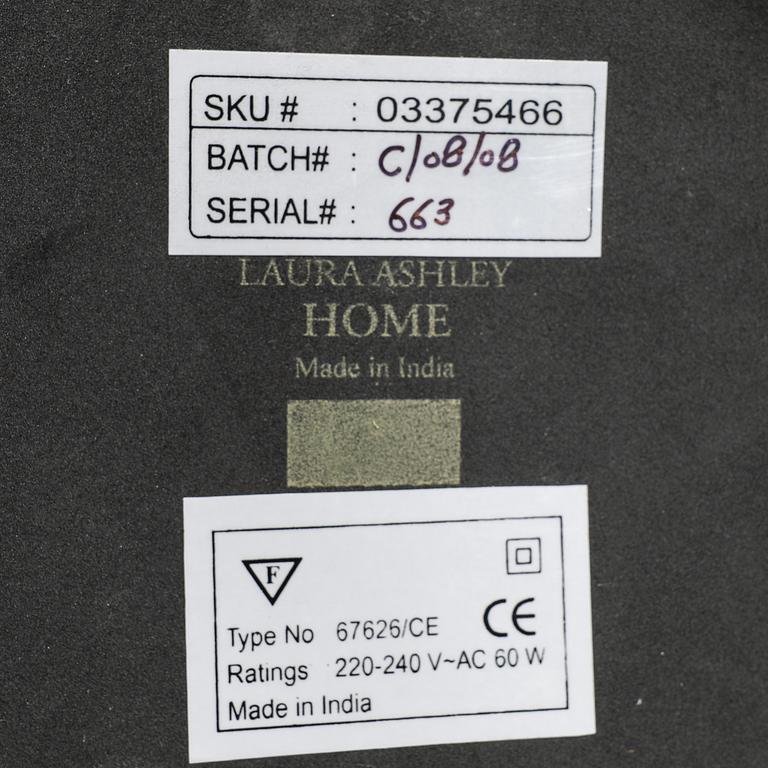 SKU # : 03375466
BATCH# : C/08/08
SERIAL# : 663
LAURA ASHLEY
HOME
Made in India
F
CE
Type No 67626/CE
Ratings 220-240 V~AC 60 W
Made in India